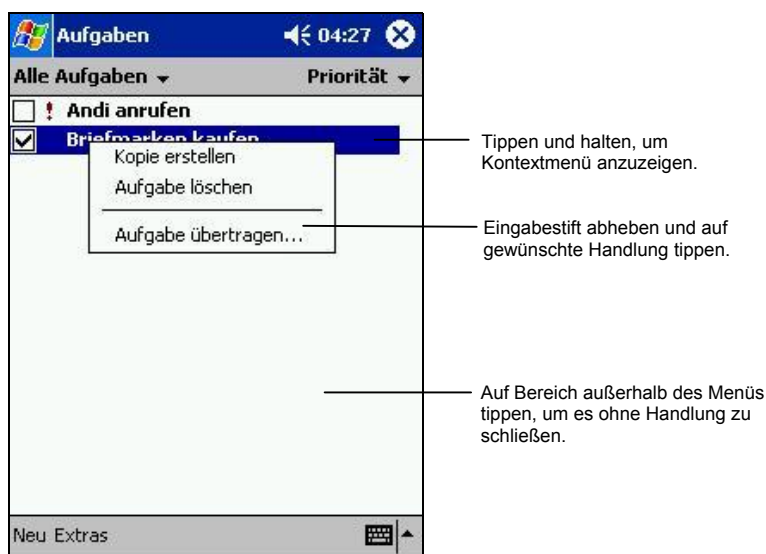 Aufgaben 04:27
Alle Aufgaben Priorität
! Andi anrufen
Briefmarken kaufen
Kopie erstellen
Aufgabe löschen
Aufgabe übertragen...
Neu Extras
Tippen und halten, um
Kontextmenü anzuzeigen.
Eingabestift abheben und auf
gewünschte Handlung tippen.
Auf Bereich außerhalb des Menüs
tippen, um es ohne Handlung zu
schließen.